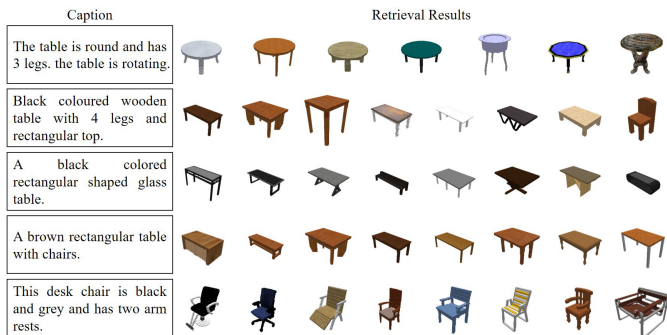 Caption
Retrieval Results
The table is round and has
3 legs. the table is rotating.
Black coloured wooden
table with 4 legs and
rectangular top.
A black colored
rectangular shaped glass
table.
A brown rectangular table
with chairs.
This desk chair is black
and grey and has two arm
rests.